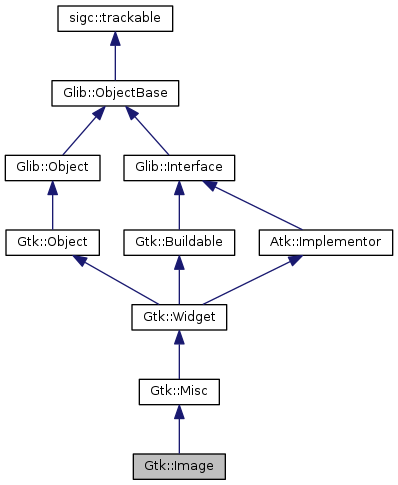 sigc::trackable
Glib::ObjectBase
Glib::Object
Glib::Interface
Gtk::Object
Gtk::Buildable
Atk::Implementor
Gtk::Widget
Gtk::Misc
Gtk::Image